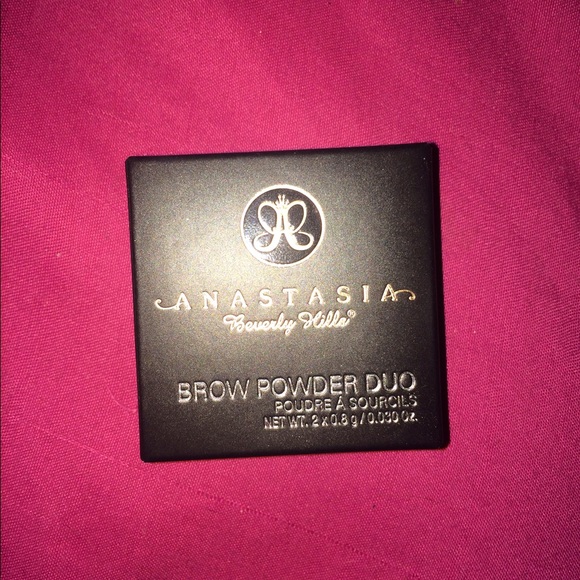 ANASTASIA
Beverly Hills®
BROW POWDER DUO
POUDRE À SOURCILS
NET WT. 2 x 0.8 g / 0.030 Oz.